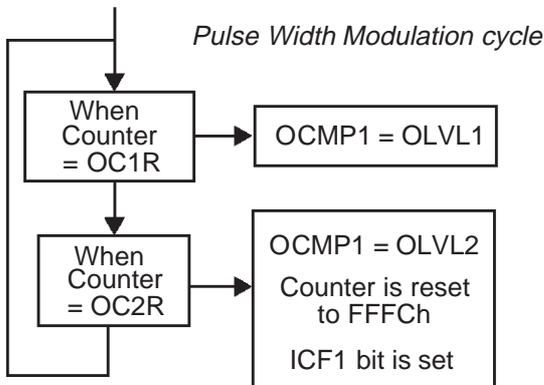 Pulse Width Modulation cycle
When
Counter
= OC1R
OCMP1 = OLVL1
When
Counter
= OC2R
OCMP1 = OLVL2
Counter is reset
to FFFCh
ICF1 bit is set